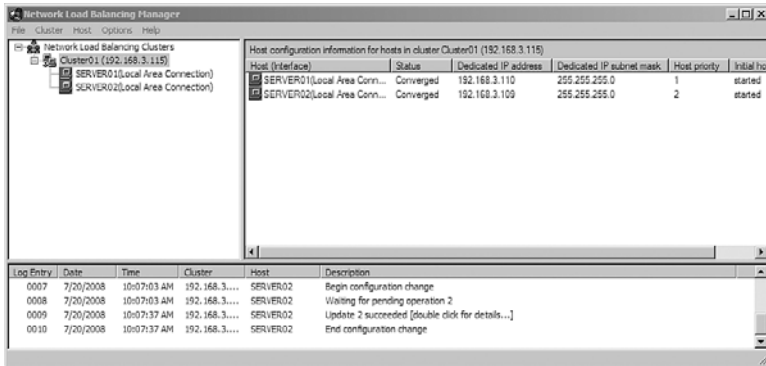 Network Load Balancing Manager
File Cluster Host Options Help
Network Load Balancing Clusters
Cluster01 (192.168.3.115)
SERVER01(Local Area Connection)
SERVER02(Local Area Connection)
Host configuration information for hosts in cluster Cluster01 (192.168.3.115)
Host (Interface) Status Dedicated IP address Dedicated IP subnet mask Host priority Initial ho
SERVER01(Local Area Conn... Converged 192.168.3.110 255.255.255.0 1 started
SERVER02(Local Area Conn... Converged 192.168.3.109 255.255.255.0 2 started
Log Entry Date Time Cluster Host Description
0007 7/20/2008 10:07:03 AM 192.168.3.... SERVER02 Begin configuration change
0008 7/20/2008 10:07:03 AM 192.168.3.... SERVER02 Waiting for pending operation 2
0009 7/20/2008 10:07:37 AM 192.168.3.... SERVER02 Update 2 succeeded [double click for details...]
0010 7/20/2008 10:07:37 AM 192.168.3.... SERVER02 End configuration change